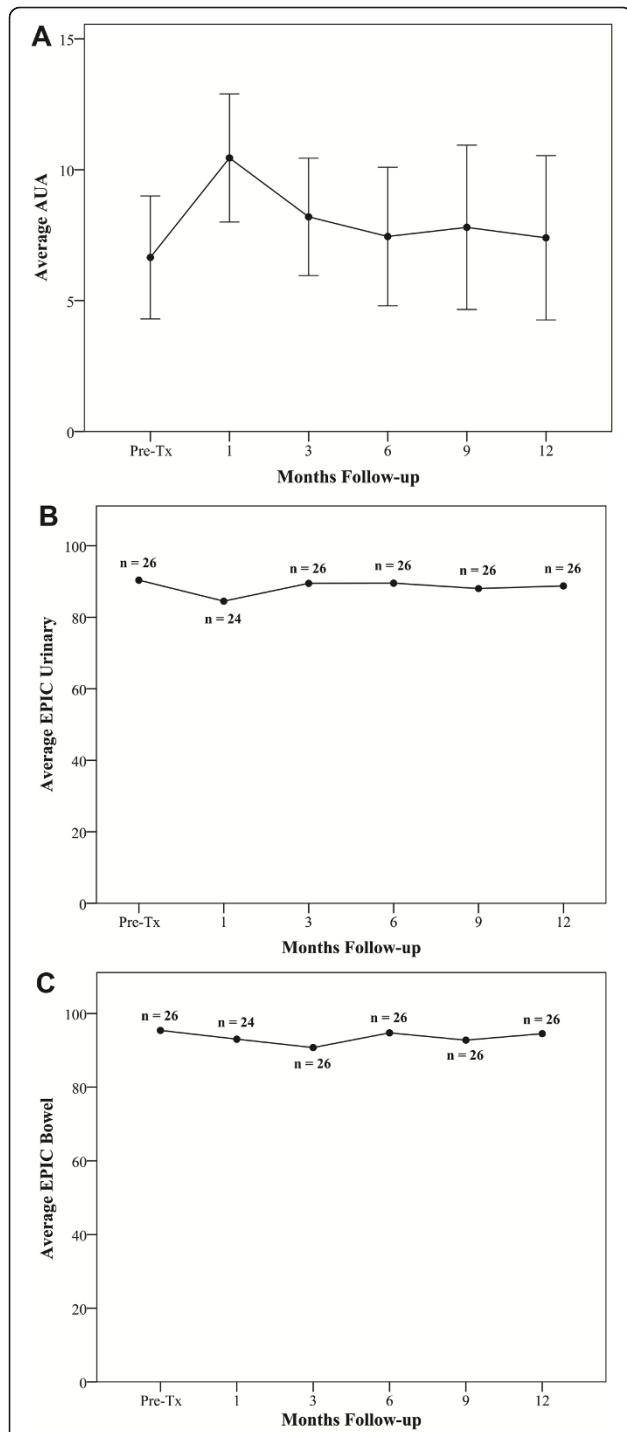 A
15
10
5
0
Average AUA
Pre-Tx 1 3 6 9 12
Months Follow-up
B
100
80
60
40
20
0
Average EPIC Urinary
n = 26
n = 24
n = 26
n = 26
n = 26
n = 26
Pre-Tx 1 3 6 9 12
Months Follow-up
C
100
80
60
40
20
0
Average EPIC Bowel
n = 26
n = 24
n = 26
n = 26
n = 26
n = 26
Pre-Tx 1 3 6 9 12
Months Follow-up